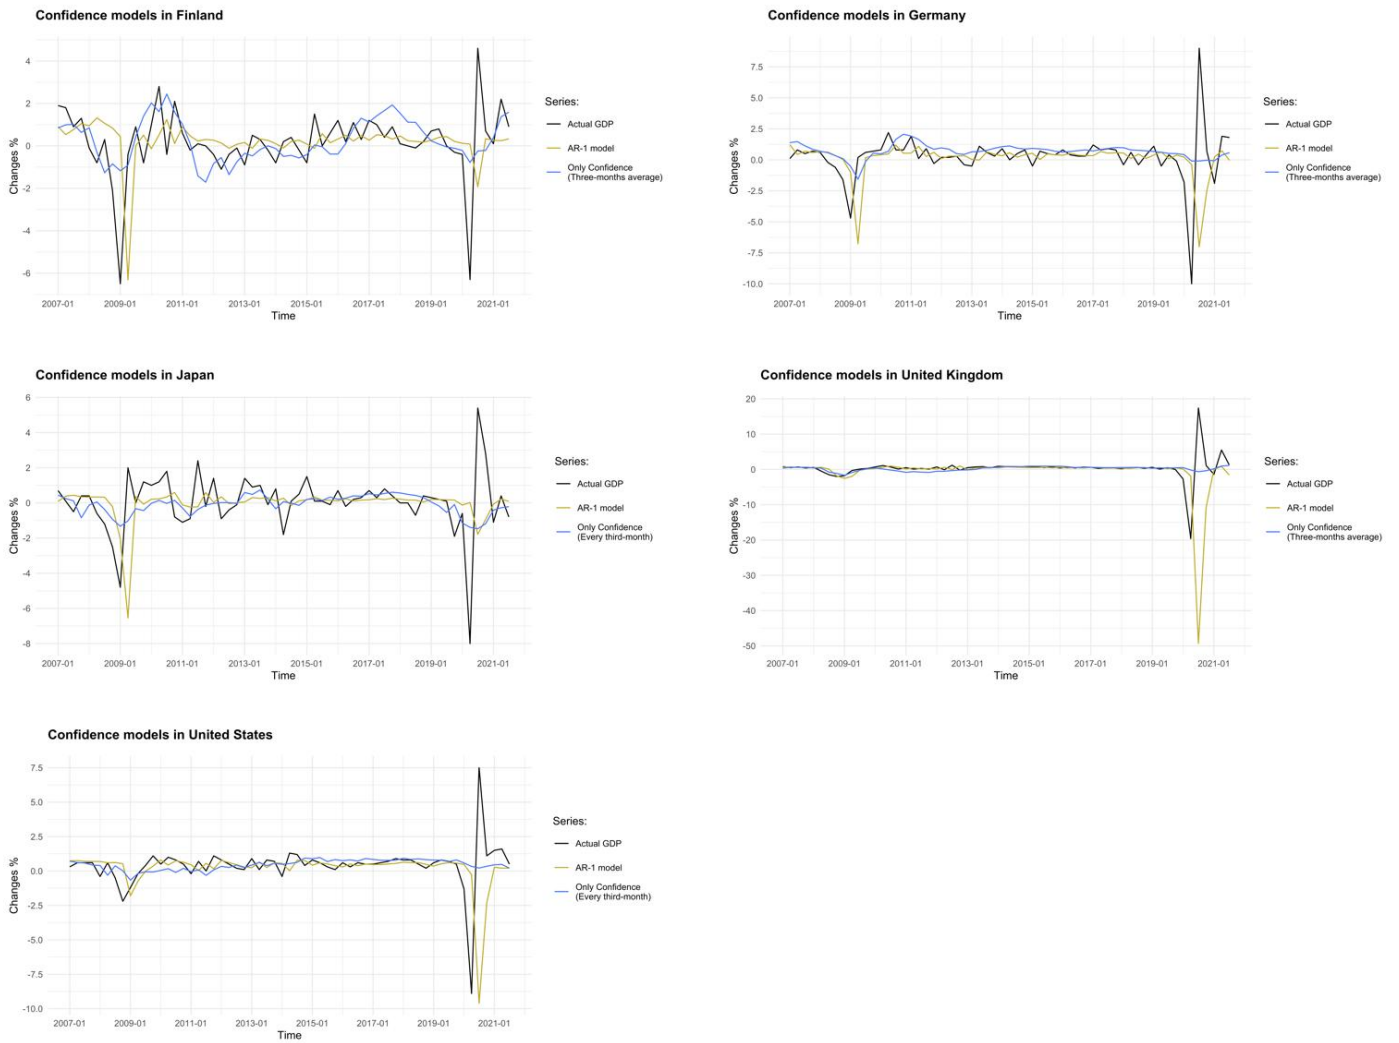 Confidence models in Finland
4
2
0
-2
-4
-6
Changes %
2007-01 2009-01 2011-01 2013-01 2015-01 2017-01 2019-01 2021-01
Time
Series:
Actual GDP
AR-1 model
Only Confidence
(Three-months average)
Confidence models in Germany
7.5
5.0
2.5
0.0
-2.5
-5.0
-7.5
-10.0
Changes %
2007-01 2009-01 2011-01 2013-01 2015-01 2017-01 2019-01 2021-01
Time
Series:
Actual GDP
AR-1 model
Only Confidence
(Three-months average)
Confidence models in Japan
6
4
2
0
-2
-4
-6
-8
Changes %
2007-01 2009-01 2011-01 2013-01 2015-01 2017-01 2019-01 2021-01
Time
Series:
Actual GDP
AR-1 model
Only Confidence
(Every third-month)
Confidence models in United Kingdom
20
10
0
-10
-20
-30
-40
-50
Changes %
2007-01 2009-01 2011-01 2013-01 2015-01 2017-01 2019-01 2021-01
Time
Series:
Actual GDP
AR-1 model
Only Confidence
(Three-months average)
Confidence models in United States
7.5
5.0
2.5
0.0
-2.5
-5.0
-7.5
-10.0
Changes %
2007-01 2009-01 2011-01 2013-01 2015-01 2017-01 2019-01 2021-01
Time
Series:
Actual GDP
AR-1 model
Only Confidence
(Every third-month)